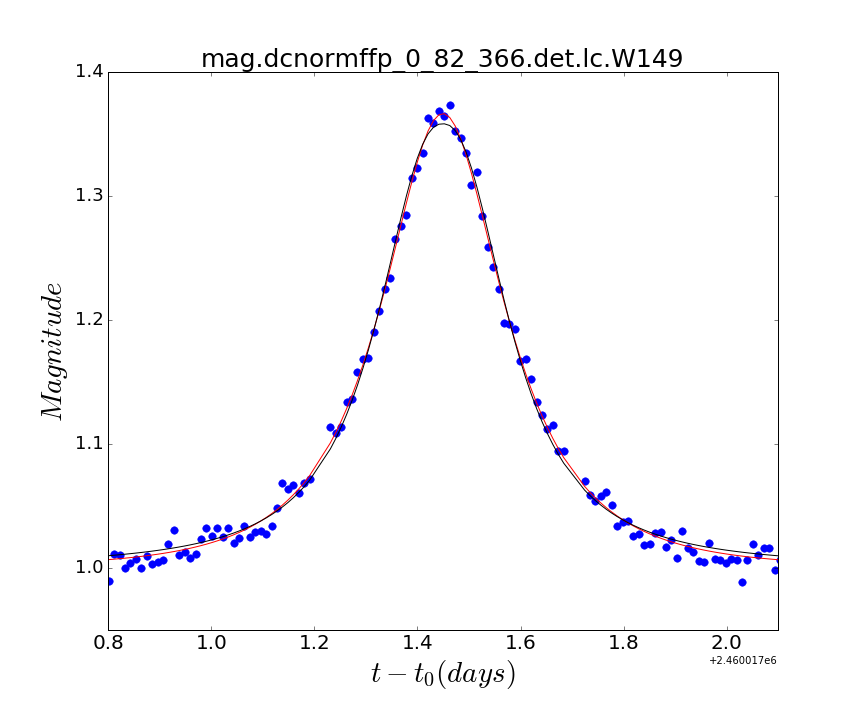 mag.dcnormffp_0_82_366.det.lc.W149
1.4
1.3
1.2
1.1
1.0
Magnitude
0.8 1.0 1.2 1.4 1.6 1.8 2.0
+2.460017e6
t − t₀(days)